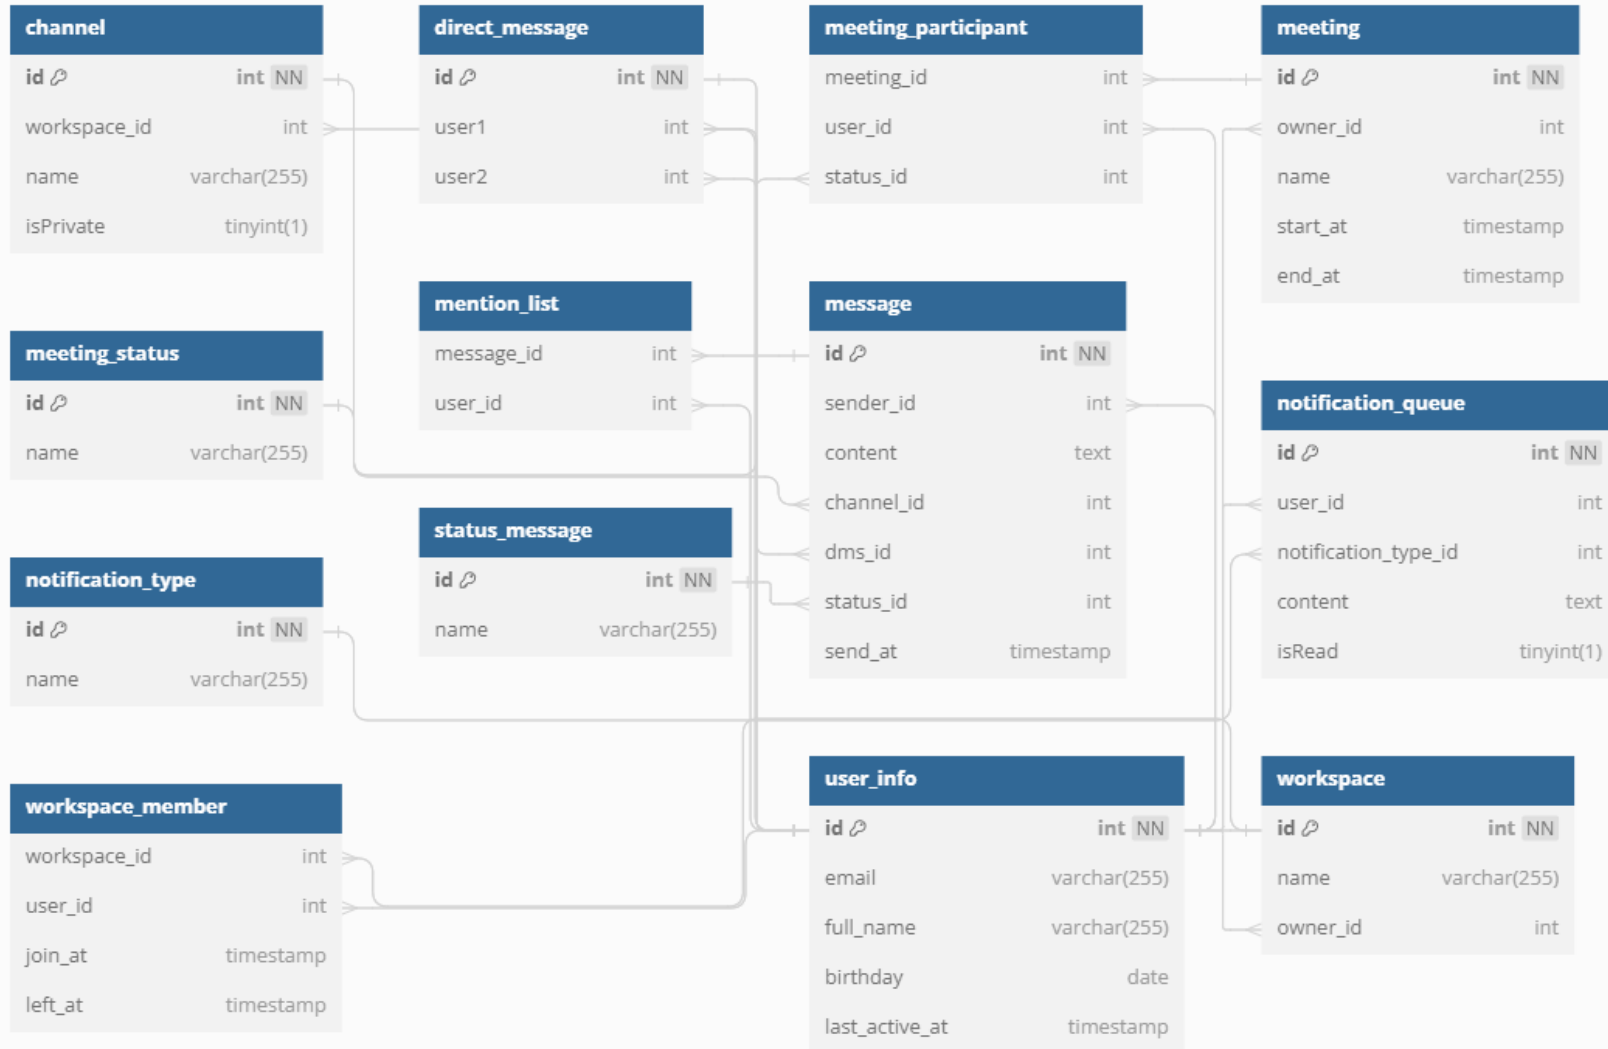 channel
id int NN
workspace_id int
name varchar(255)
isPrivate tinyint(1)
direct_message
id int NN
user1 int
user2 int
meeting_participant
meeting_id int
user_id int
status_id int
meeting
id int NN
owner_id int
name varchar(255)
start_at timestamp
end_at timestamp
mention_list
message_id int
user_id int
message
id int NN
sender_id int
content text
channel_id int
dms_id int
status_id int
send_at timestamp
meeting_status
id int NN
name varchar(255)
notification_queue
id int NN
user_id int
notification_type_id int
content text
isRead tinyint(1)
status_message
id int NN
name varchar(255)
notification_type
id int NN
name varchar(255)
workspace_member
workspace_id int
user_id int
join_at timestamp
left_at timestamp
user_info
id int NN
email varchar(255)
full_name varchar(255)
birthday date
last_active_at timestamp
workspace
id int NN
name varchar(255)
owner_id int